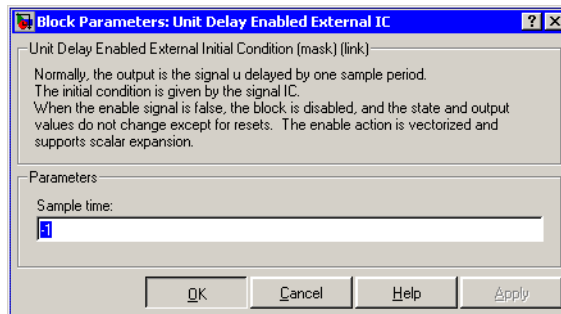 Block Parameters: Unit Delay Enabled External IC
Unit Delay Enabled External Initial Condition (mask) (link)
Normally, the output is the signal u delayed by one sample period.
The initial condition is given by the signal IC.
When the enable signal is false, the block is disabled, and the state and output
values do not change except for resets. The enable action is vectorized and
supports scalar expansion.
Parameters
Sample time:
-1
OK Cancel Help Apply